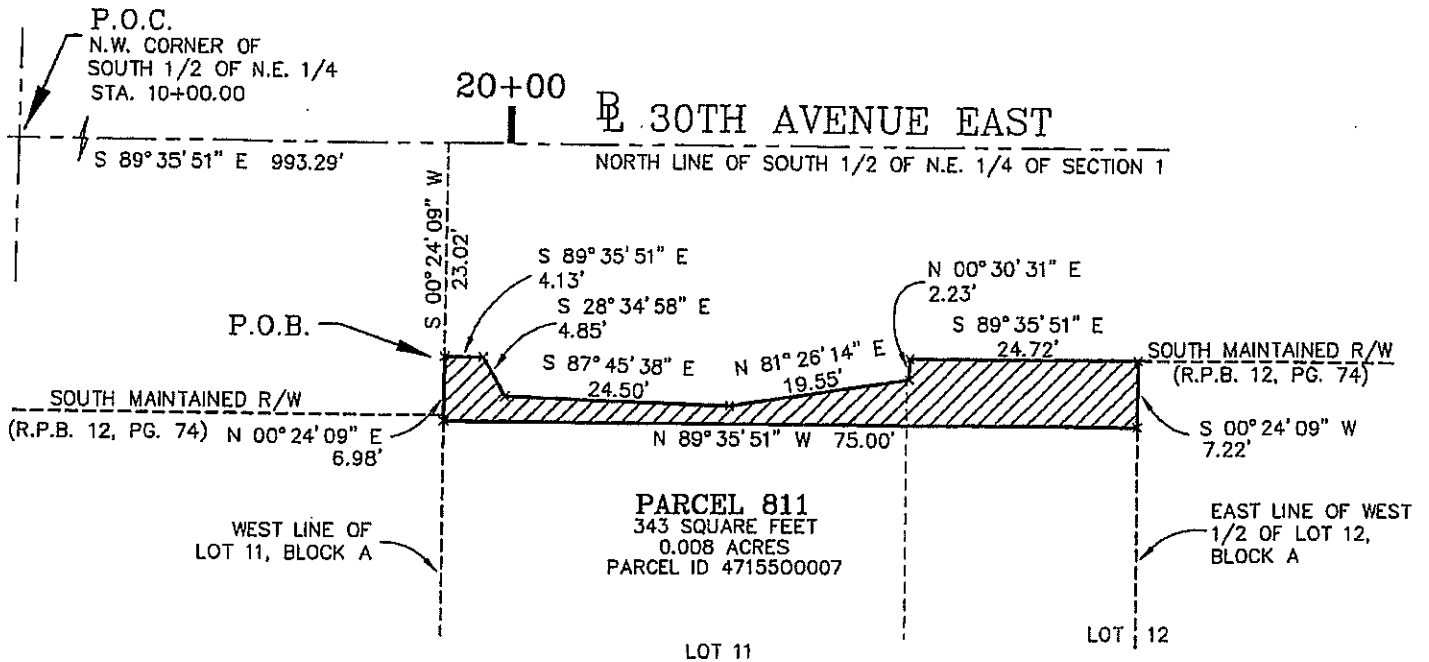 P.O.C.
N.W. CORNER OF
SOUTH 1/2 OF N.E. 1/4
STA. 10+00.00
20+00
BL 30TH AVENUE EAST
S 89°35'51" E 993.29'
NORTH LINE OF SOUTH 1/2 OF N.E. 1/4 OF SECTION 1
S 00°24'09" W
23.02'
S 89°35'51" E
4.13'
S 28°34'58" E
4.85'
N 00°30'31" E
2.23'
P.O.B.
S 87°45'38" E
24.50'
N 81°26'14" E
19.55'
S 89°35'51" E
24.72'
SOUTH MAINTAINED R/W
(R.P.B. 12, PG. 74)
SOUTH MAINTAINED R/W
(R.P.B. 12, PG. 74)
N 00°24'09" E
6.98'
N 89°35'51" W 75.00'
S 00°24'09" W
7.22'
PARCEL 811
343 SQUARE FEET
0.008 ACRES
PARCEL ID 4715500007
WEST LINE OF
LOT 11, BLOCK A
EAST LINE OF WEST
1/2 OF LOT 12,
BLOCK A
LOT 11
LOT 12